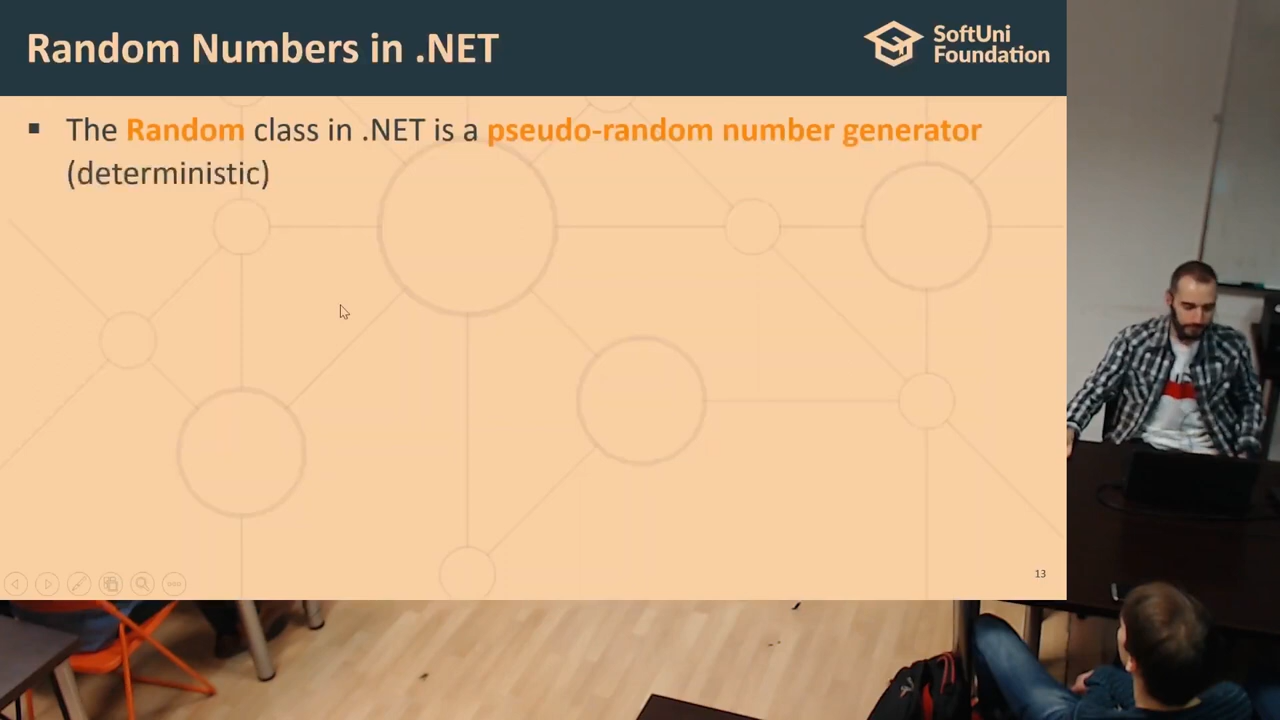 Random Numbers in .NET
SoftUni
Foundation
▪ The Random class in .NET is a pseudo-random number generator
(deterministic)
13